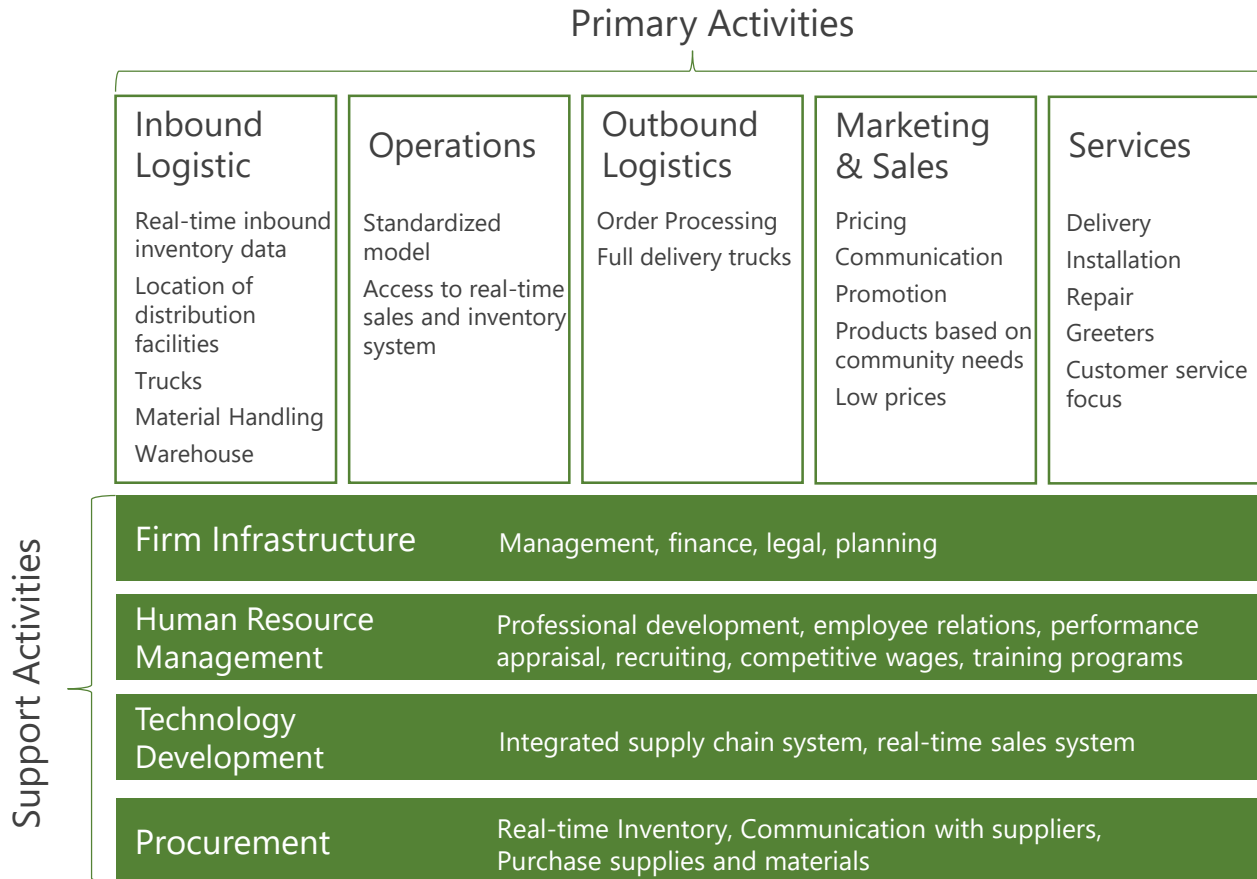 Primary Activities
Inbound
Logistic
Real-time inbound
inventory data
Location of
distribution
facilities
Trucks
Material Handling
Warehouse
Operations
Standardized
model
Access to real-time
sales and inventory
system
Outbound
Logistics
Order Processing
Full delivery trucks
Marketing
& Sales
Pricing
Communication
Promotion
Products based on
community needs
Low prices
Services
Delivery
Installation
Repair
Greeters
Customer service
focus
Support Activities
Firm Infrastructure
Management, finance, legal, planning
Human Resource
Management
Professional development, employee relations, performance
appraisal, recruiting, competitive wages, training programs
Technology
Development
Integrated supply chain system, real-time sales system
Procurement
Real-time Inventory, Communication with suppliers,
Purchase supplies and materials